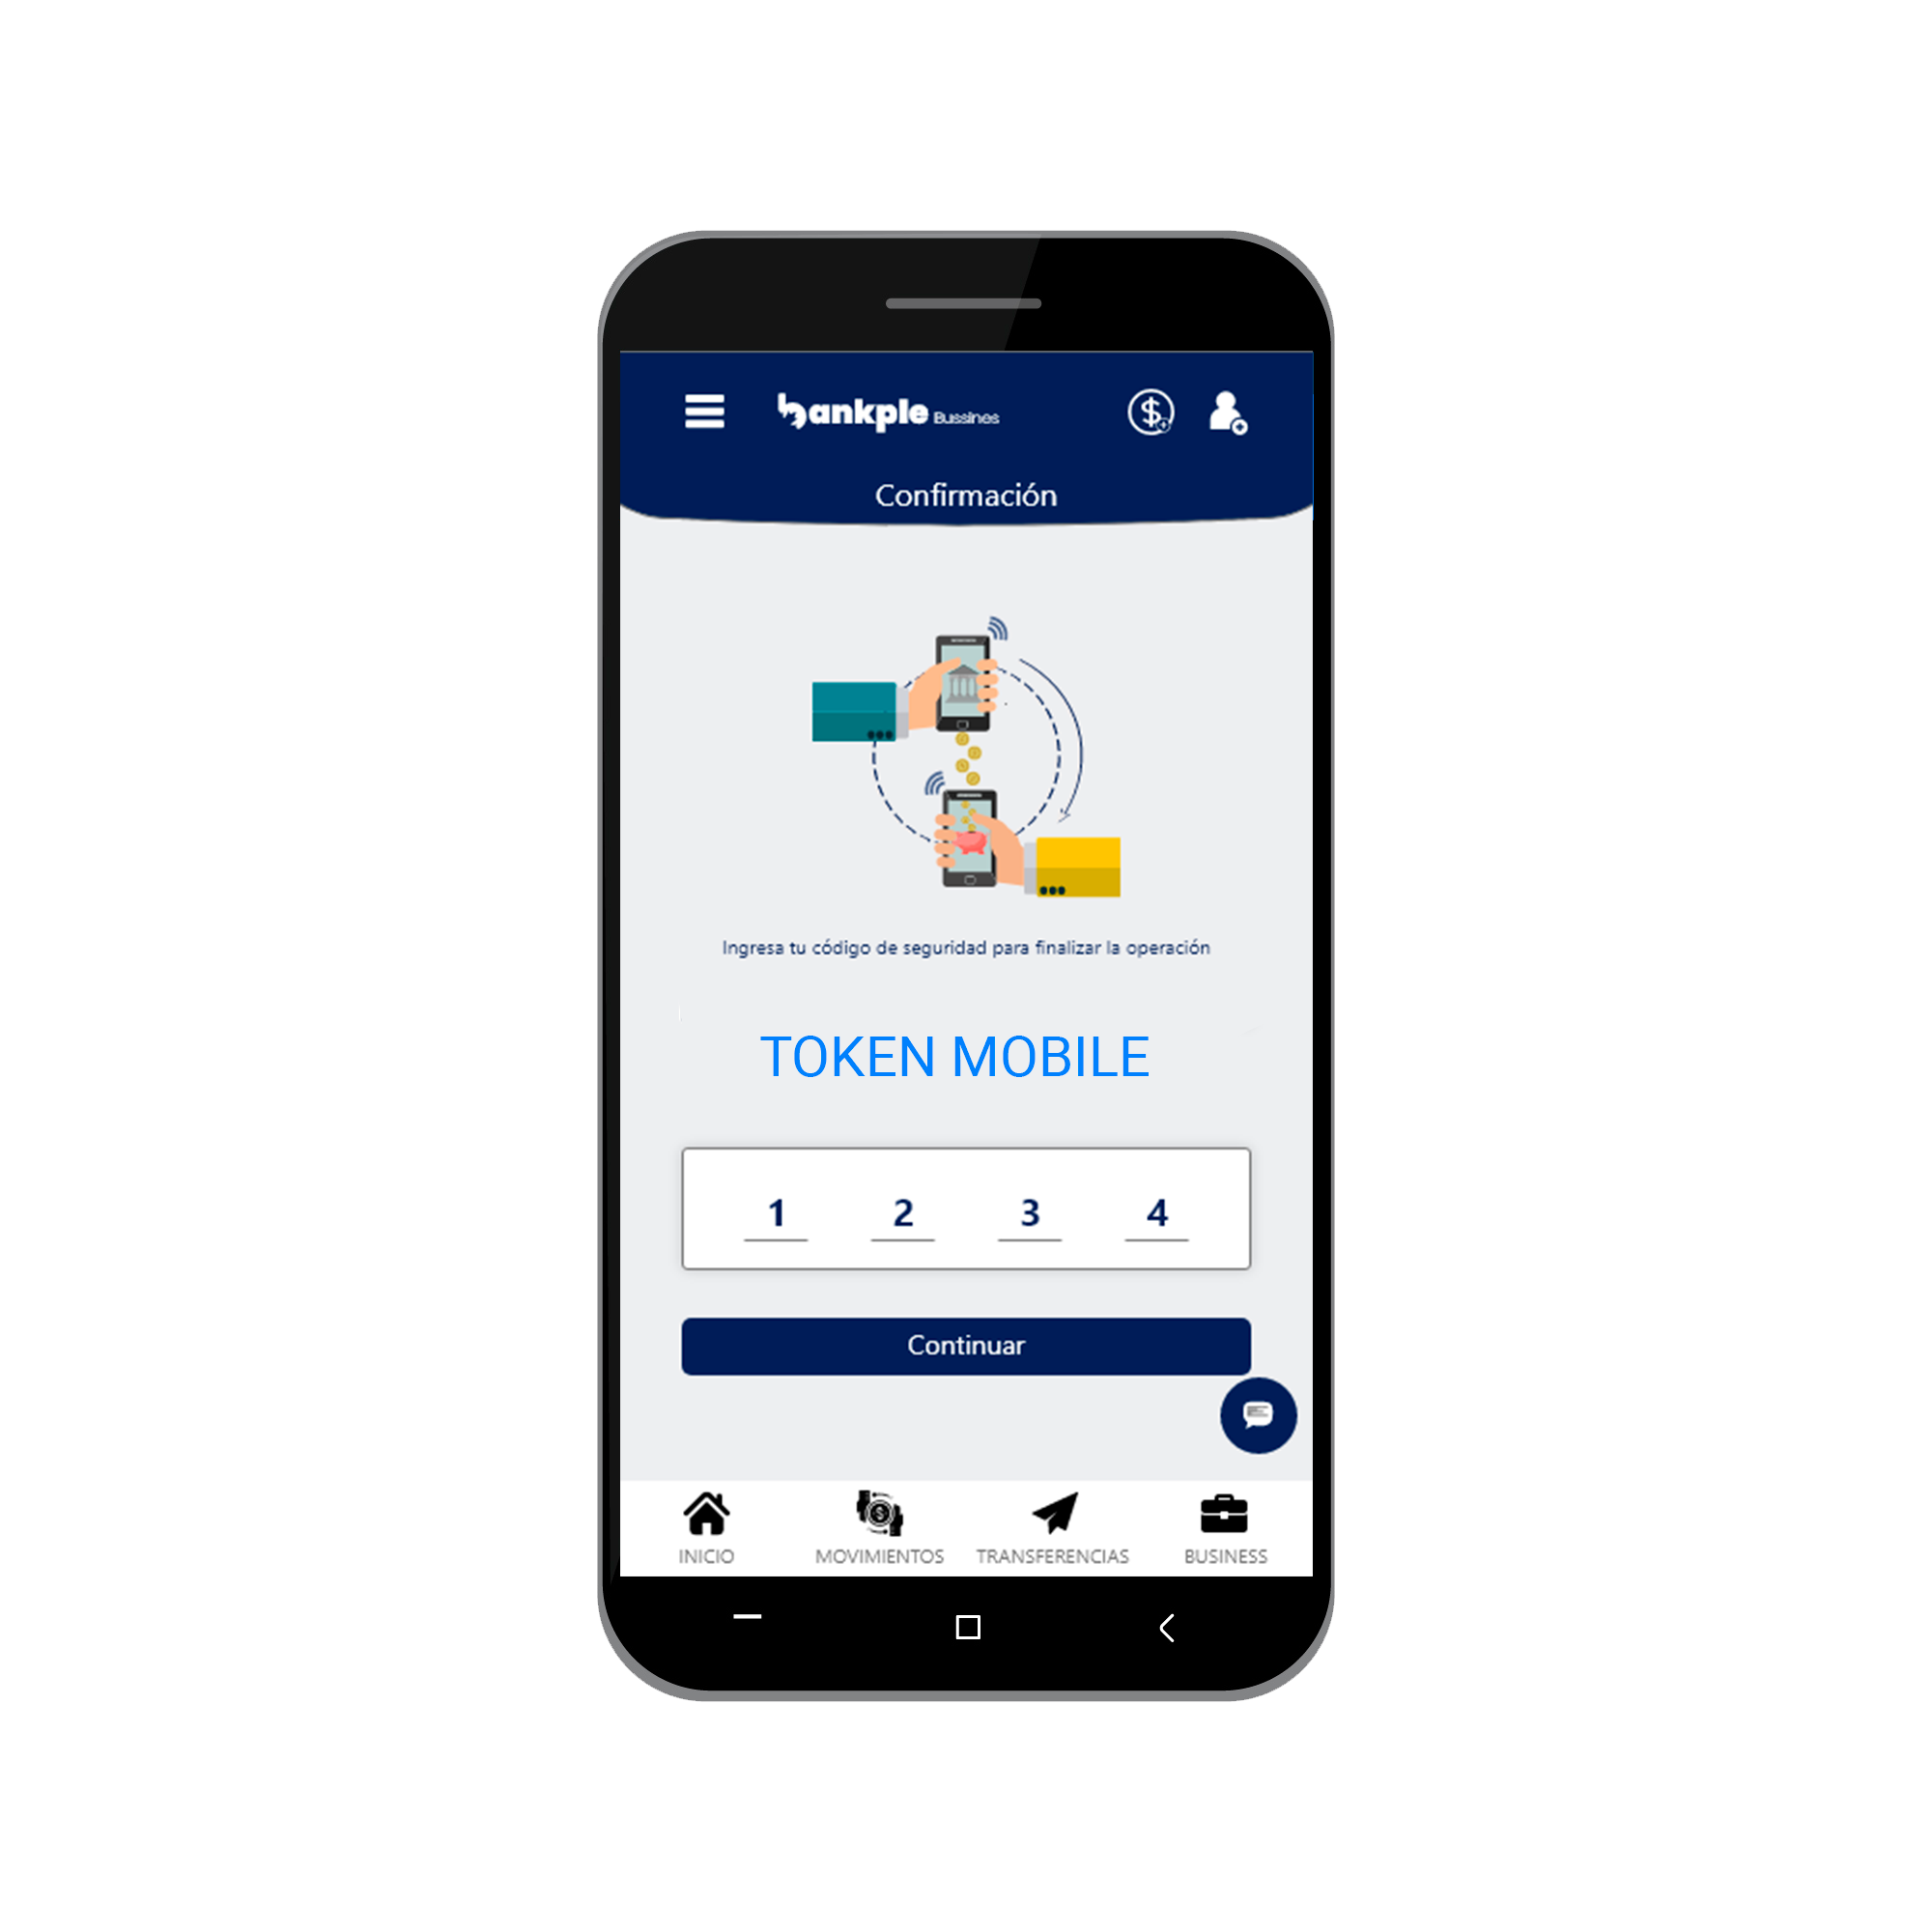 bankple Bussines
Confirmación
Ingresa tu código de seguridad para finalizar la operación
TOKEN MOBILE
1 2 3 4
Continuar
INICIO MOVIMIENTOS TRANSFERENCIAS BUSINESS